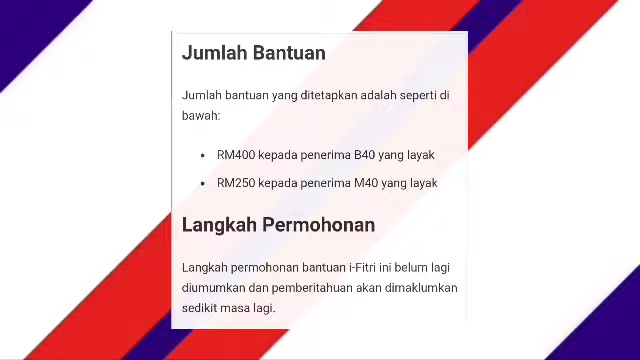 Jumlah Bantuan
Jumlah bantuan yang ditetapkan adalah seperti di
bawah:
• RM400 kepada penerima B40 yang layak
• RM250 kepada penerima M40 yang layak
Langkah Permohonan
Langkah permohonan bantuan i-Fitri ini belum lagi
diumumkan dan pemberitahuan akan dimaklumkan
sedikit masa lagi.